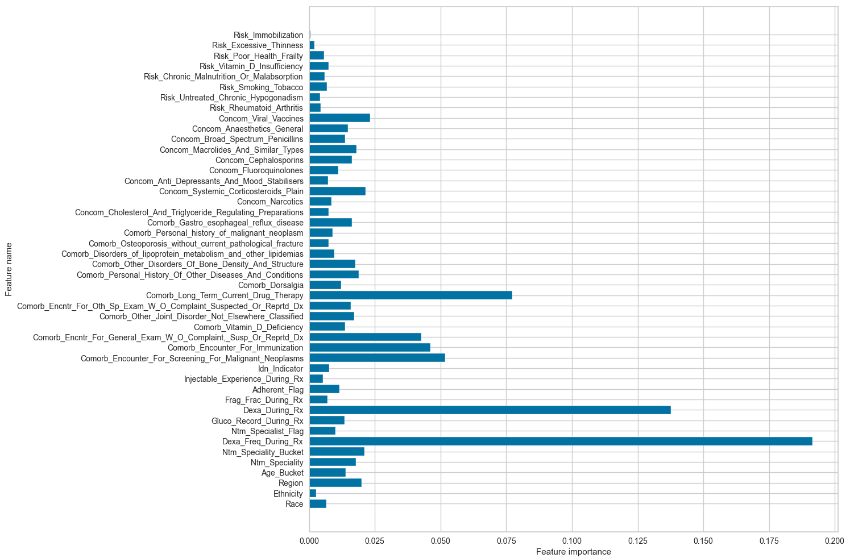 Risk_Immobilization
Risk_Excessive_Thinness
Risk_Poor_Health_Frailty
Risk_Vitamin_D_Insufficiency
Risk_Chronic_Malnutrition_Or_Malabsorption
Risk_Smoking_Tobacco
Risk_Untreated_Chronic_Hypogonadism
Risk_Rheumatoid_Arthritis
Concom_Viral_Vaccines
Concom_Anaesthetics_General
Concom_Broad_Spectrum_Penicillins
Concom_Macrolides_And_Similar_Types
Concom_Cephalosporins
Concom_Fluoroquinolones
Concom_Anti_Depressants_And_Mood_Stabilisers
Concom_Systemic_Corticosteroids_Plain
Concom_Narcotics
Concom_Cholesterol_And_Triglyceride_Regulating_Preparations
Comorb_Gastro_esophageal_reflux_disease
Comorb_Personal_history_of_malignant_neoplasm
Comorb_Osteoporosis_without_current_pathological_fracture
Comorb_Disorders_of_lipoprotein_metabolism_and_other_lipidemias
Comorb_Other_Disorders_Of_Bone_Density_And_Structure
Comorb_Personal_History_Of_Other_Diseases_And_Conditions
Comorb_Dorsalgia
Comorb_Long_Term_Current_Drug_Therapy
Comorb_Encntr_For_Oth_Sp_Exam_W_O_Complaint_Suspected_Or_Reprtd_Dx
Comorb_Other_Joint_Disorder_Not_Elsewhere_Classified
Comorb_Vitamin_D_Deficiency
Comorb_Encntr_For_General_Exam_W_O_Complaint,_Susp_Or_Reprtd_Dx
Comorb_Encounter_For_Immunization
Comorb_Encounter_For_Screening_For_Malignant_Neoplasms
Idn_Indicator
Injectable_Experience_During_Rx
Adherent_Flag
Frag_Frac_During_Rx
Dexa_During_Rx
Gluco_Record_During_Rx
Ntm_Specialist_Flag
Dexa_Freq_During_Rx
Ntm_Speciality_Bucket
Ntm_Speciality
Age_Bucket
Region
Ethnicity
Race
Feature name
0.000 0.025 0.050 0.075 0.100 0.125 0.150 0.175 0.200
Feature importance